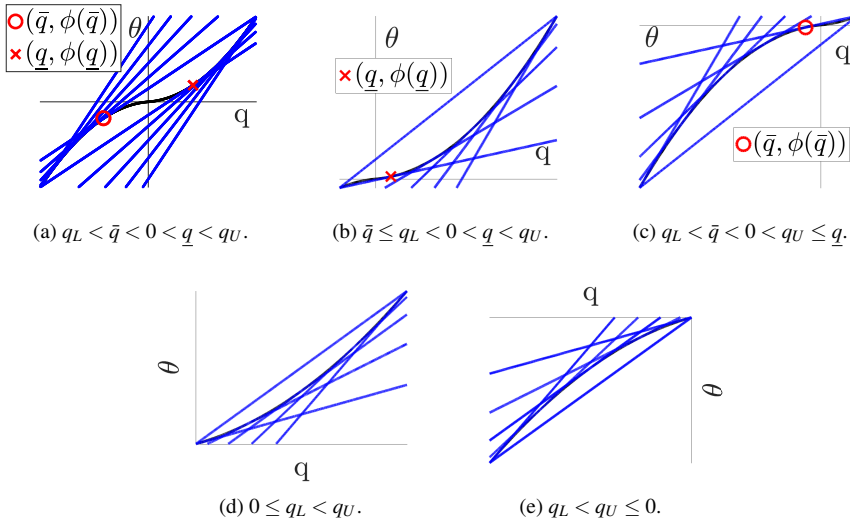 (q̄, ϕ(q̄))
(q̲, ϕ(q̲))
θ
q
(a) q_L < q̄ < 0 < q̲ < q_U.
θ
(q̲, ϕ(q̲))
q
(b) q̄ ≤ q_L < 0 < q̲ < q_U.
θ
q
(q̄, ϕ(q̄))
(c) q_L < q̄ < 0 < q_U ≤ q̲.
θ
q
(d) 0 ≤ q_L < q_U.
q
θ
(e) q_L < q_U ≤ 0.